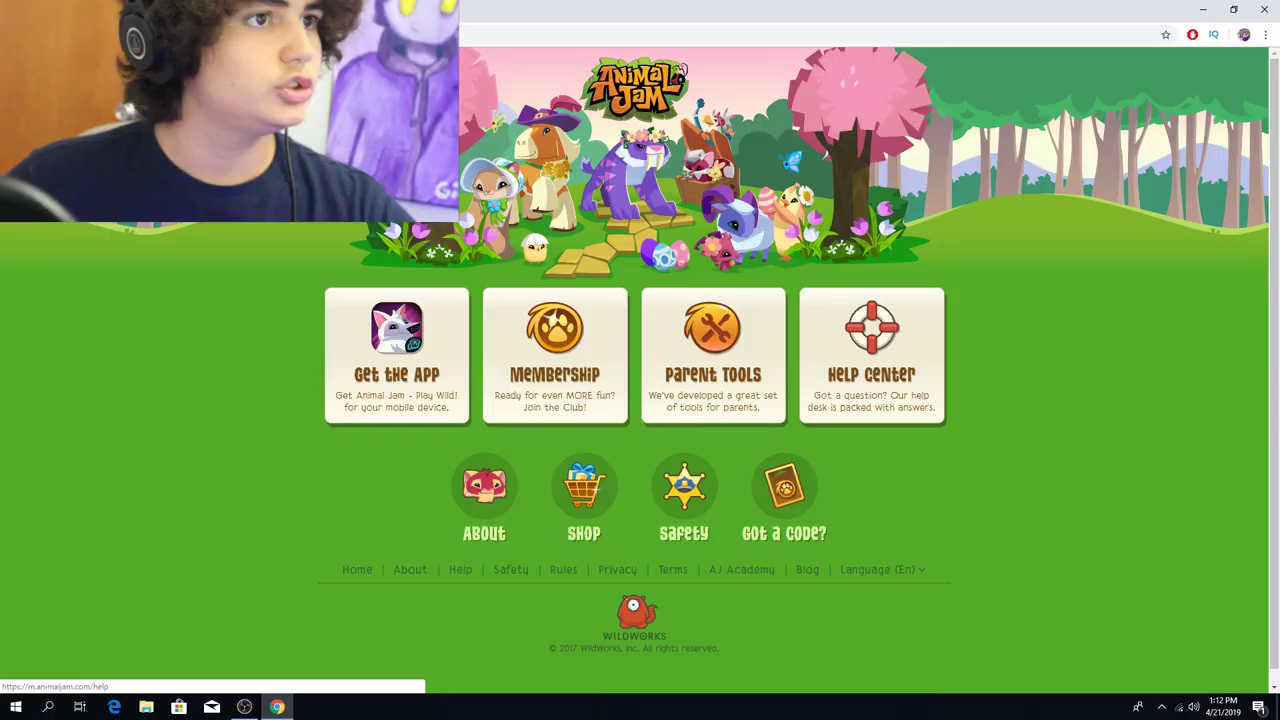 ANIMAL
JAM
Get the App
Get Animal Jam - Play Wild!
for your mobile device.
Membership
Ready for even MORE fun?
Join the Club!
Parent Tools
We've developed a great set
of tools for parents.
Help Center
Got a question? Our help
desk is packed with answers.
About
Shop
Safety
Got a Code?
Home | About | Help | Safety | Rules | Privacy | Terms | AJ Academy | Blog | Language (En)
WILDWORKS
© 2017 WildWorks, Inc. All rights reserved.
https://m.animaljam.com/help
1:12 PM
4/21/2019